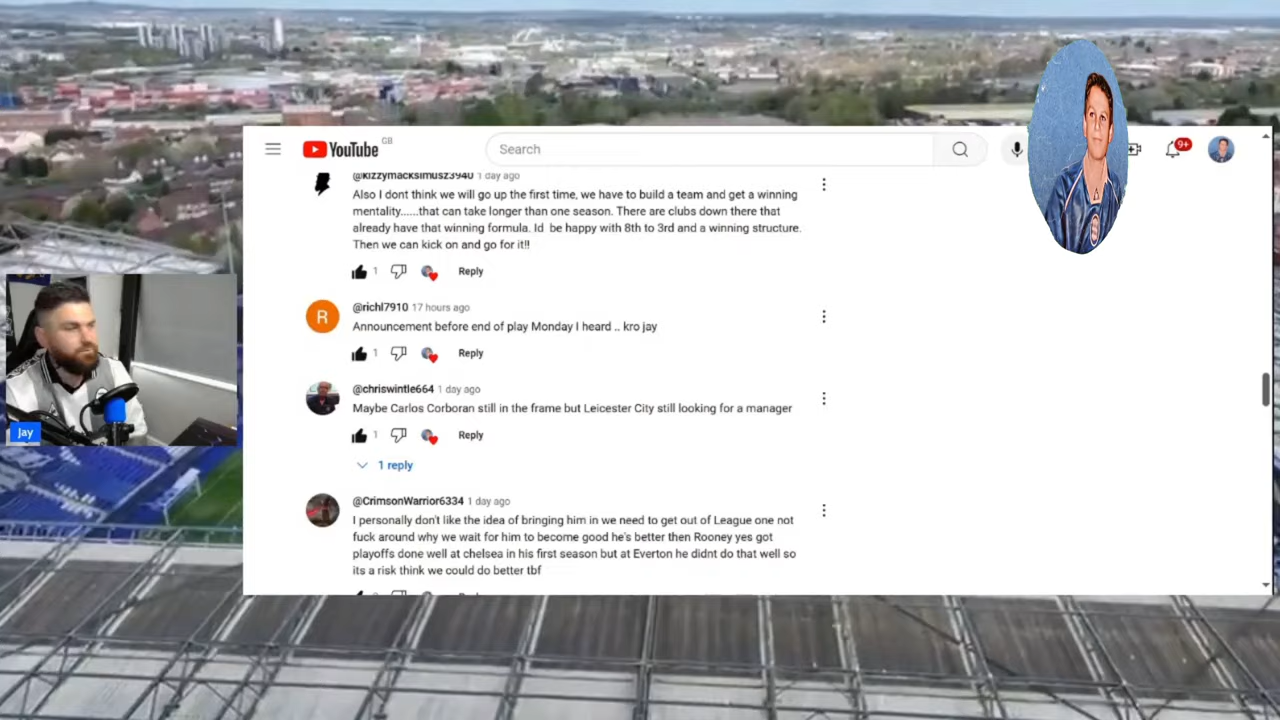 YouTube GB
Search
9+
@kizzymacksimusz3940 1 day ago
Also I dont think we will go up the first time, we have to build a team and get a winning
mentality......that can take longer than one season. There are clubs down there that
already have that winning formula. Id be happy with 8th to 3rd and a winning structure.
Then we can kick on and go for it!!
1 Reply
R
@richl7910 17 hours ago
Announcement before end of play Monday I heard .. kro jay
1 Reply
@chriswintle664 1 day ago
Maybe Carlos Corboran still in the frame but Leicester City still looking for a manager
1 Reply
1 reply
@CrimsonWarrior6334 1 day ago
I personally don't like the idea of bringing him in we need to get out of League one not
fuck around why we wait for him to become good he's better then Rooney yes got
playoffs done well at chelsea in his first season but at Everton he didnt do that well so
its a risk think we could do better tbf
Jay